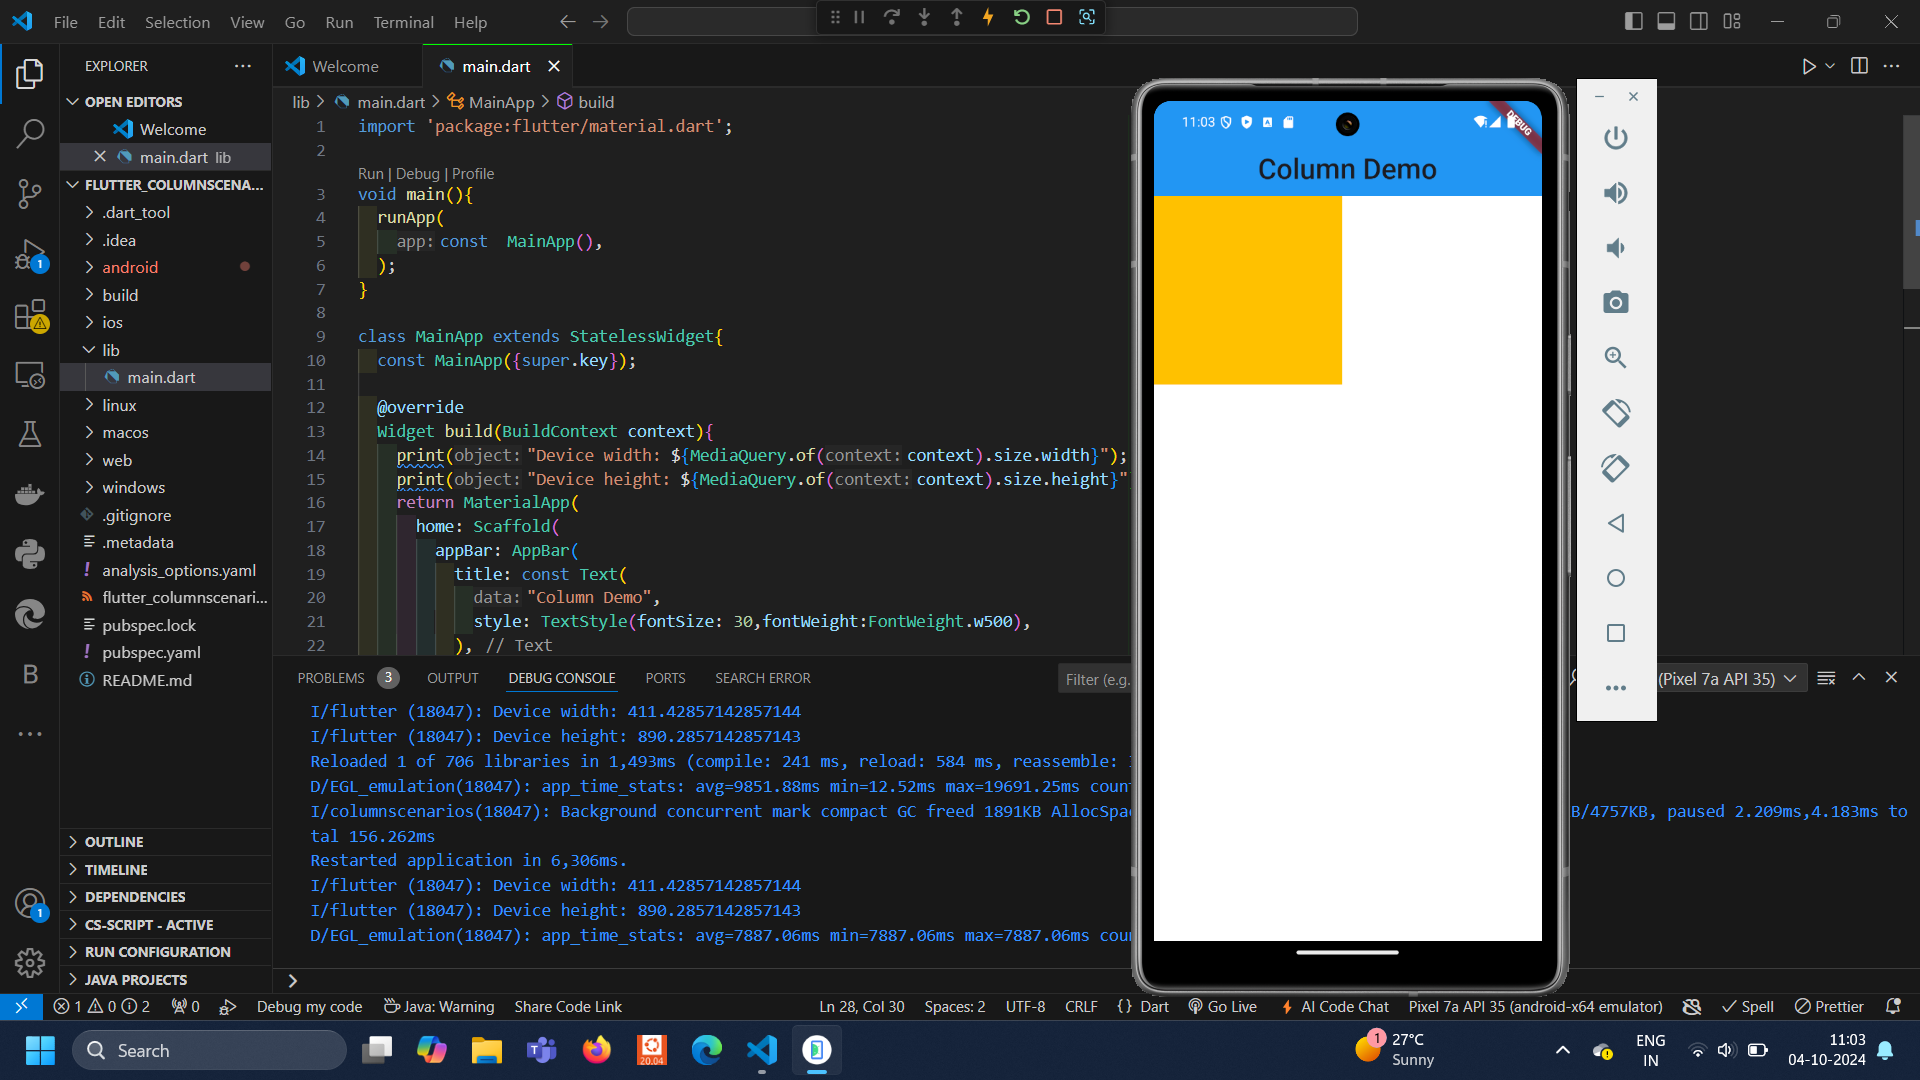 File Edit Selection View Go Run Terminal Help
EXPLORER
OPEN EDITORS
Welcome
main.dart lib
FLUTTER_COLUMNSCENA...
.dart_tool
.idea
android
build
ios
lib
main.dart
linux
macos
web
windows
.gitignore
.metadata
analysis_options.yaml
flutter_columnscenari...
pubspec.lock
pubspec.yaml
README.md
OUTLINE
TIMELINE
DEPENDENCIES
CS-SCRIPT - ACTIVE
RUN CONFIGURATION
JAVA PROJECTS
Welcome main.dart
lib > main.dart > MainApp > build
1 import 'package:flutter/material.dart';
2
Run | Debug | Profile
3 void main(){
4 runApp(
5 app: const MainApp(),
6 );
7 }
8
9 class MainApp extends StatelessWidget{
10 const MainApp({super.key});
11
12 @override
13 Widget build(BuildContext context){
14 print(object: "Device width: ${MediaQuery.of(context: context).size.width}");
15 print(object: "Device height: ${MediaQuery.of(context: context).size.height}"
16 return MaterialApp(
17 home: Scaffold(
18 appBar: AppBar(
19 title: const Text(
20 data: "Column Demo",
21 style: TextStyle(fontSize: 30,fontWeight:FontWeight.w500),
22 ), // Text
PROBLEMS 3 OUTPUT DEBUG CONSOLE PORTS SEARCH ERROR
Filter (e.g.
(Pixel 7a API 35)
I/flutter (18047): Device width: 411.42857142857144
I/flutter (18047): Device height: 890.2857142857143
Reloaded 1 of 706 libraries in 1,493ms (compile: 241 ms, reload: 584 ms, reassemble:
D/EGL_emulation(18047): app_time_stats: avg=9851.88ms min=12.52ms max=19691.25ms count
I/columnscenarios(18047): Background concurrent mark compact GC freed 1891KB AllocSpac B/4757KB, paused 2.209ms,4.183ms to
tal 156.262ms
Restarted application in 6,306ms.
I/flutter (18047): Device width: 411.42857142857144
I/flutter (18047): Device height: 890.2857142857143
D/EGL_emulation(18047): app_time_stats: avg=7887.06ms min=7887.06ms max=7887.06ms coun
11:03
DEBUG
Column Demo
1 0 2 0 Debug my code Java: Warning Share Code Link Ln 28, Col 30 Spaces: 2 UTF-8 CRLF {} Dart Go Live AI Code Chat Pixel 7a API 35 (android-x64 emulator) Spell Prettier
Search
20.04
1
27°C
Sunny
ENG
IN
11:03
04-10-2024